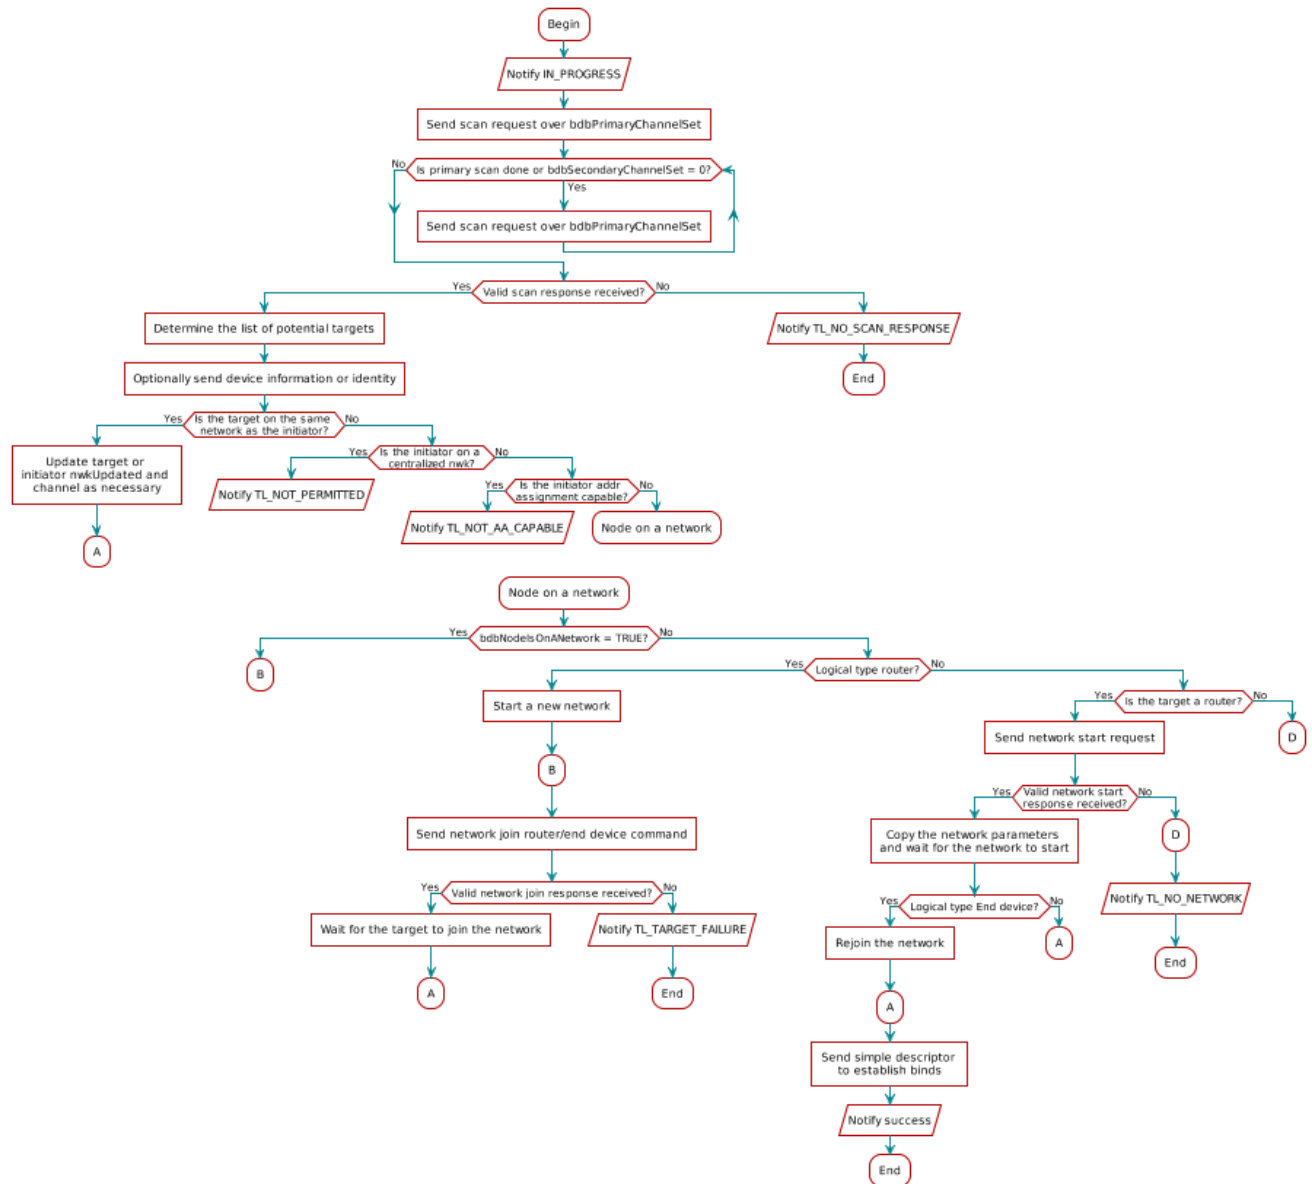 Begin
Notify IN_PROGRESS
Send scan request over bdbPrimaryChannelSet
No
Is primary scan done or bdbSecondaryChannelSet = 0?
Yes
Send scan request over bdbPrimaryChannelSet
Yes
Valid scan response received?
No
Determine the list of potential targets
Notify TL_NO_SCAN_RESPONSE
Optionally send device information or identity
End
Yes
Is the target on the same
network as the initiator?
No
Update target or
initiator nwkUpdated and
channel as necessary
Yes
Is the initiator on a
centralized nwk?
No
Notify TL_NOT_PERMITTED
Yes
Is the initiator addr
assignment capable?
No
Notify TL_NOT_AA_CAPABLE
Node on a network
A
Node on a network
Yes
bdbNodeIsOnANetwork = TRUE?
No
B
Yes
Logical type router?
No
Start a new network
Yes
Is the target a router?
No
Send network start request
D
B
Yes
Valid network start
response received?
No
Send network join router/end device command
Copy the network parameters
and wait for the network to start
D
Yes
Valid network join response received?
No
Yes
Logical type End device?
No
Notify TL_NO_NETWORK
Wait for the target to join the network
Notify TL_TARGET_FAILURE
Rejoin the network
A
End
A
End
A
Send simple descriptor
to establish binds
Notify success
End